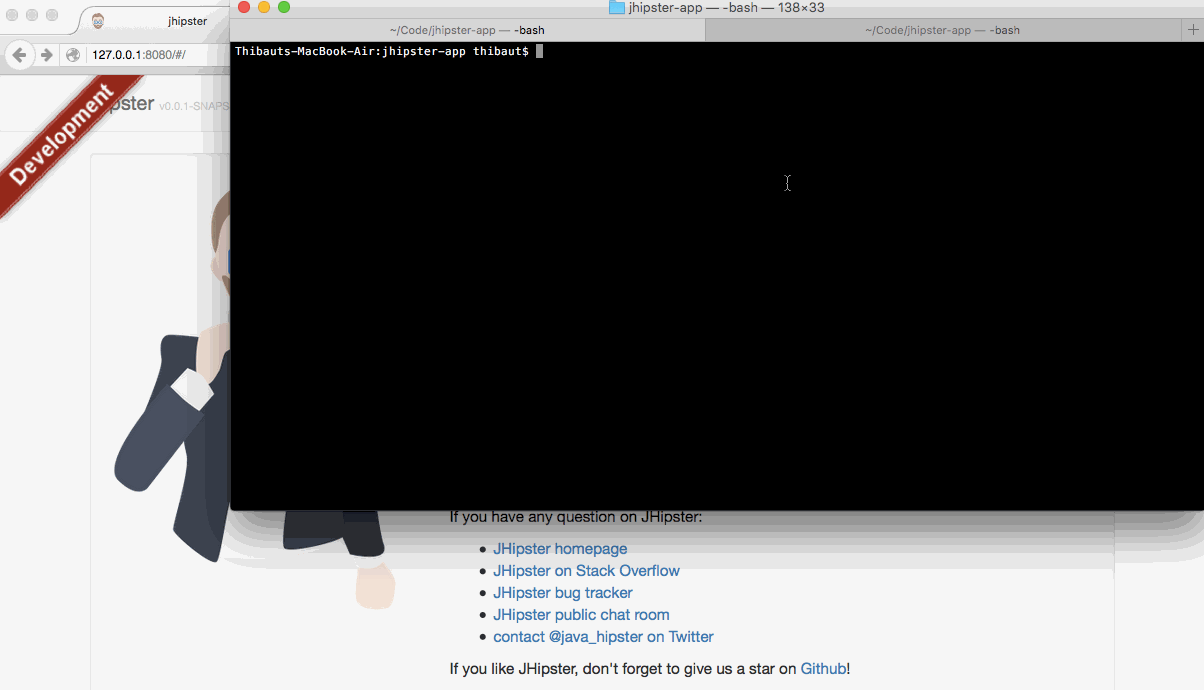 jhipster
127.0.0.1:8080/#/
pster v0.0.1-SNAPS
Development
jhipster-app — -bash — 138×33
~/Code/jhipster-app — -bash
~/Code/jhipster-app — -bash
Thibauts-MacBook-Air:jhipster-app thibaut$
If you have any question on JHipster:
• JHipster homepage
• JHipster on Stack Overflow
• JHipster bug tracker
• JHipster public chat room
• contact @java_hipster on Twitter
If you like JHipster, don't forget to give us a star on Github!